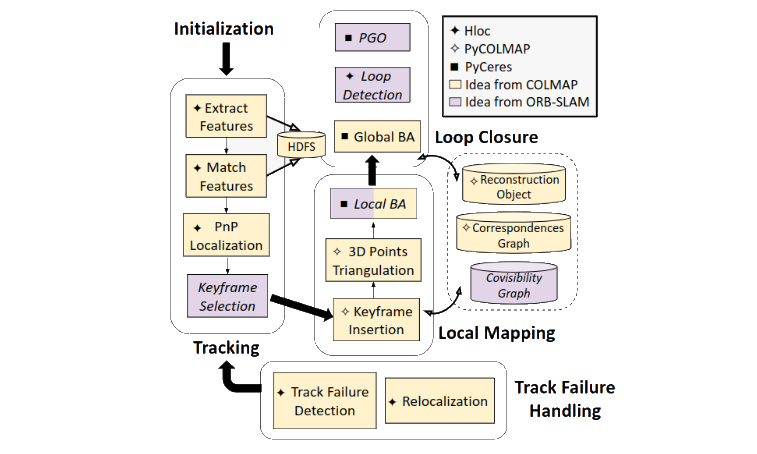 Initialization
PGO
Loop
Detection
Global BA
Loop Closure
Hloc
PyCOLMAP
PyCeres
Idea from COLMAP
Idea from ORB-SLAM
Extract
Features
HDFS
Match
Features
PnP
Localization
Keyframe
Selection
Tracking
Local BA
3D Points
Triangulation
Keyframe
Insertion
Local Mapping
Reconstruction
Object
Correspondences
Graph
Covisibility
Graph
Track Failure
Detection
Relocalization
Track Failure
Handling